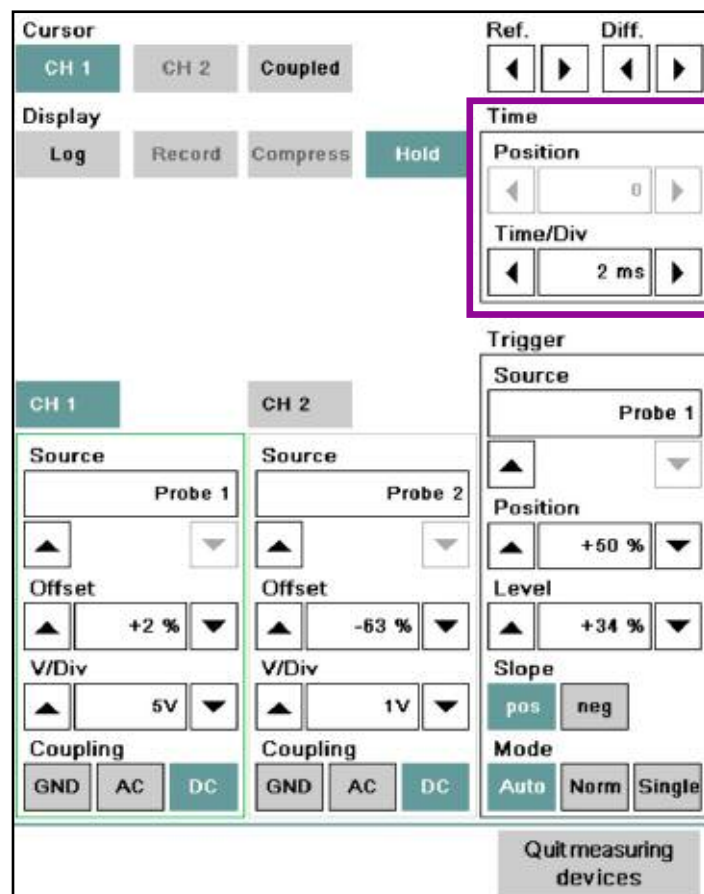 Cursor
CH 1 CH 2 Coupled
Ref. Diff.
Display
Log Record Compress Hold
Time
Position
0
Time/Div
2 ms
Trigger
Source
Probe 1
Position
+50 %
Level
+34 %
Slope
pos neg
Mode
Auto Norm Single
CH 1
Source
Probe 1
Offset
+2 %
V/Div
5V
Coupling
GND AC DC
CH 2
Source
Probe 2
Offset
-63 %
V/Div
1V
Coupling
GND AC DC
Quit measuring
devices